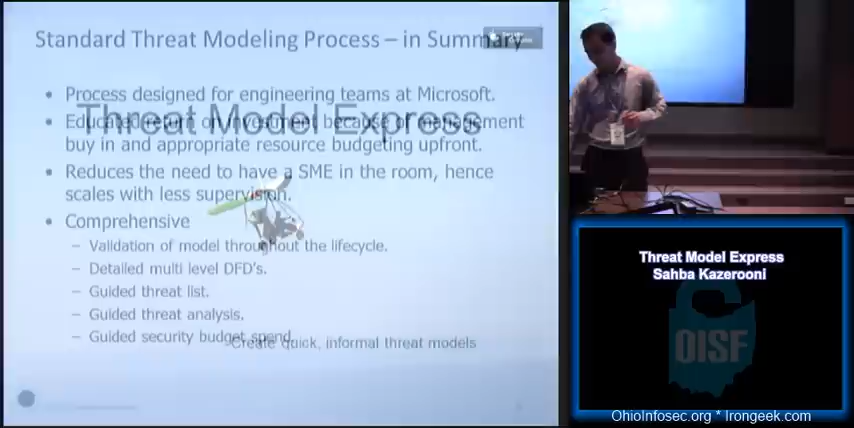 Standard Threat Modeling Process – in Summary
• Process designed for engineering teams at Microsoft.
Threat Model Express
• Educated return on investment because of management
buy in and appropriate resource budgeting upfront.
• Reduces the need to have a SME in the room, hence
scales with less supervision.
• Comprehensive
– Validation of model throughout the lifecycle.
– Detailed multi level DFD's.
– Guided threat list.
– Guided threat analysis.
– Guided security budget spend.
Create quick, informal threat models
Threat Model Express
Sahba Kazerooni
OISF
OhioInfosec.org * Irongeek.com